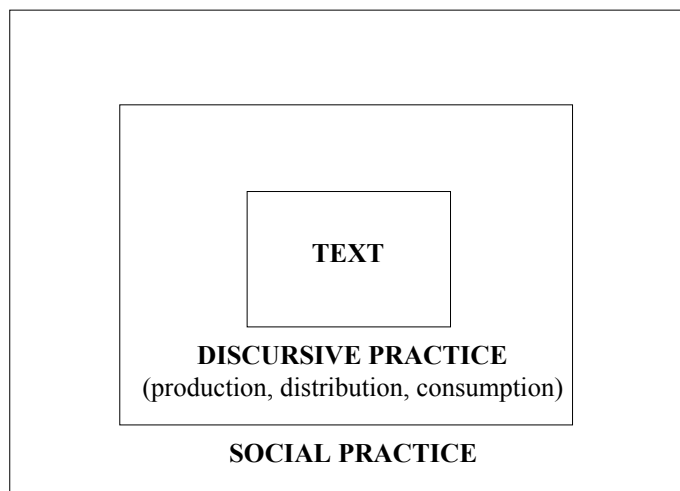 TEXT
DISCURSIVE PRACTICE
(production, distribution, consumption)
SOCIAL PRACTICE